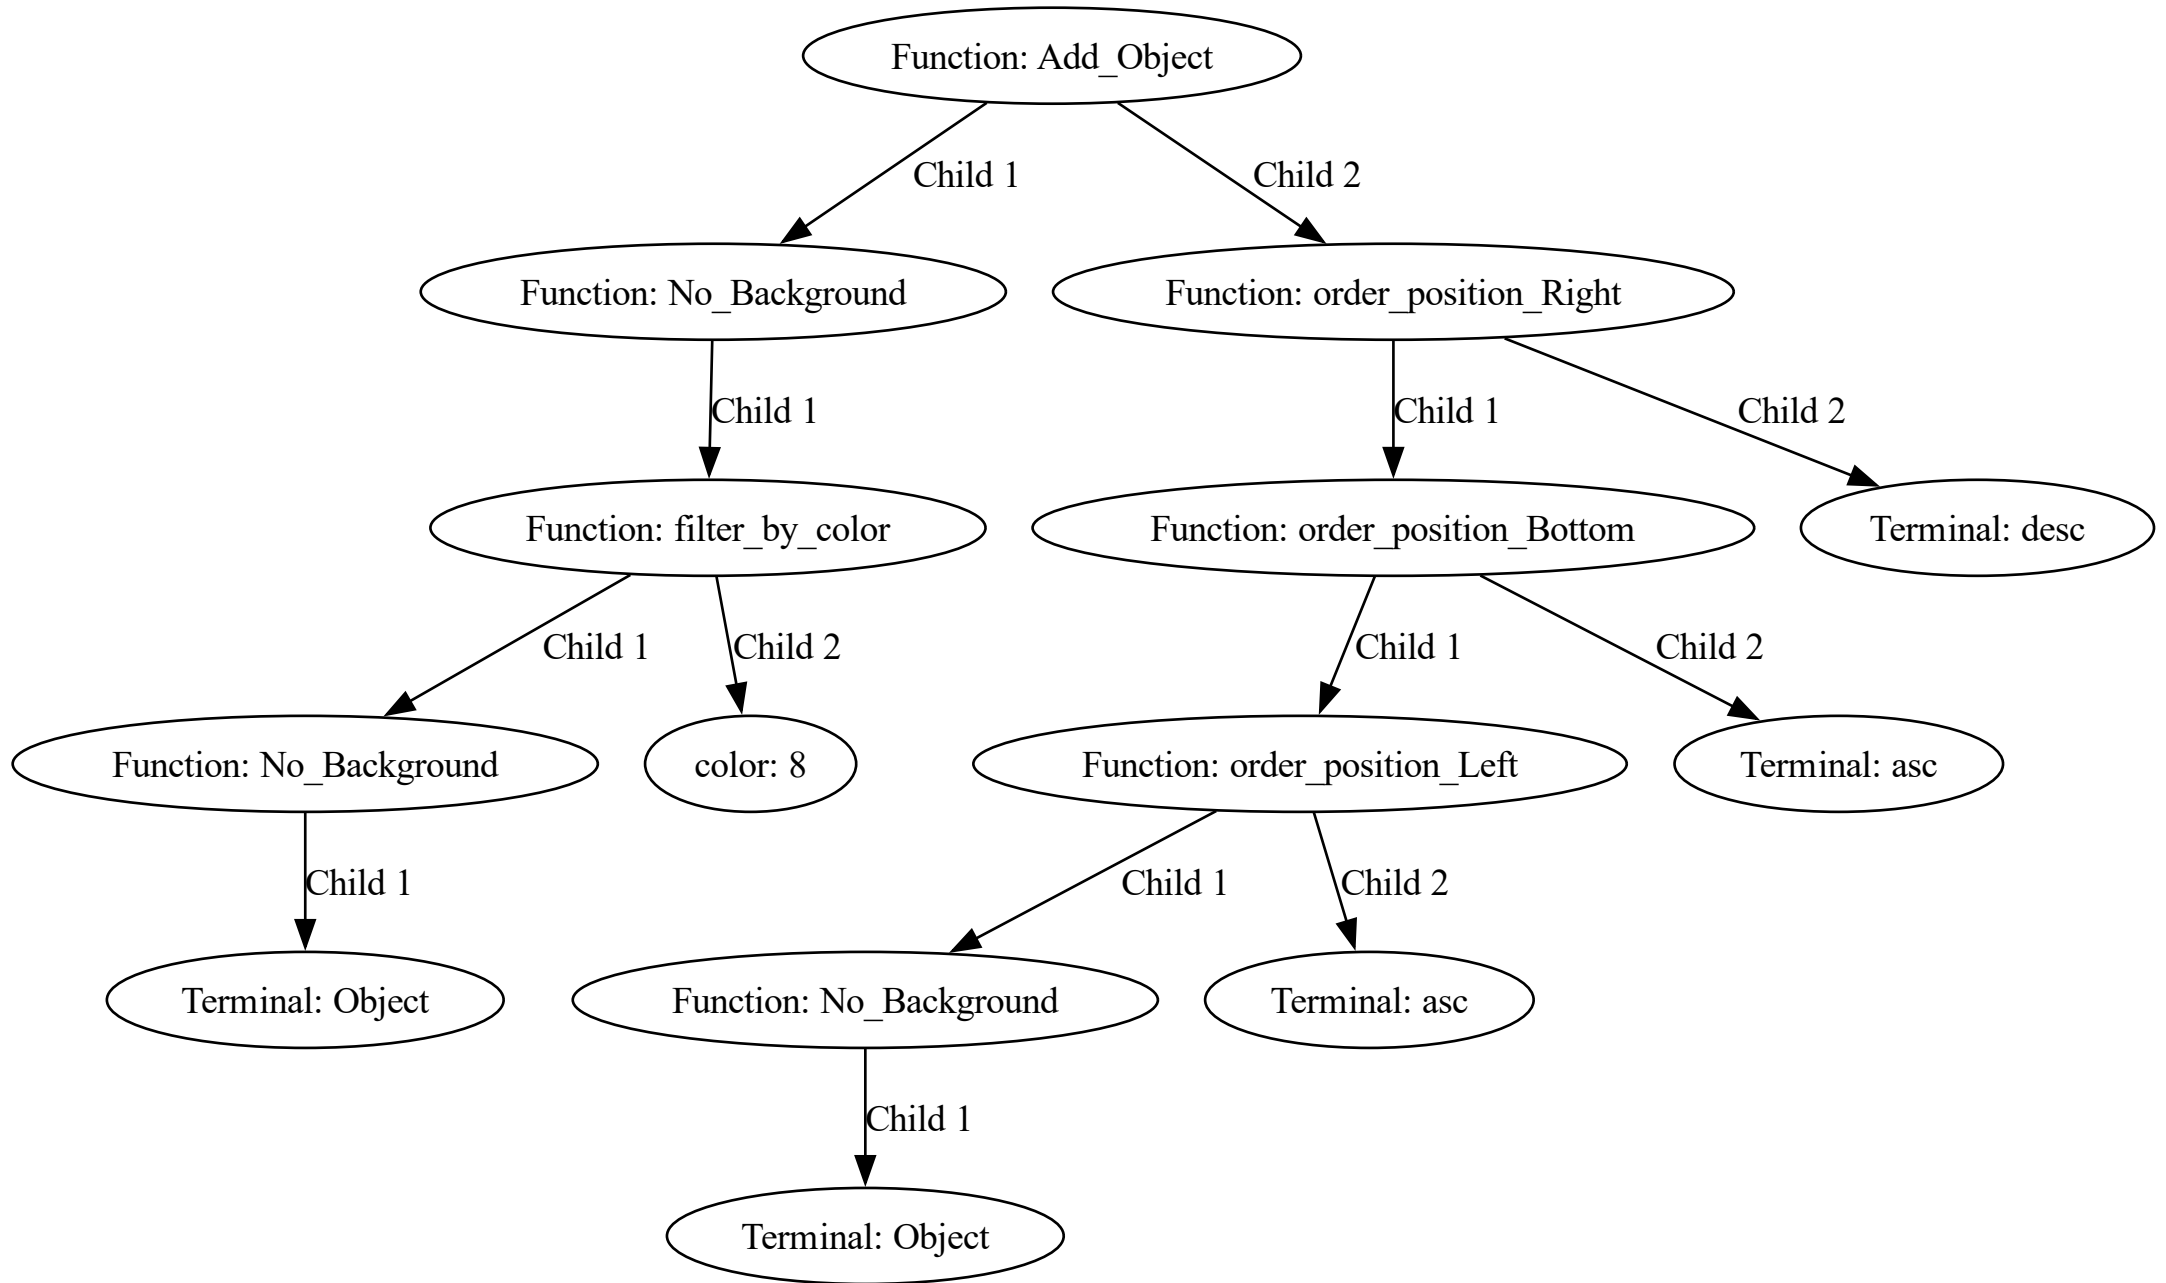 Function: Add_Object
Child 1
Child 2
Function: No_Background
Function: order_position_Right
Child 1
Child 1
Child 2
Function: filter_by_color
Function: order_position_Bottom
Terminal: desc
Child 1
Child 2
Child 1
Child 2
Function: No_Background
color: 8
Function: order_position_Left
Terminal: asc
Child 1
Child 1
Child 2
Terminal: Object
Function: No_Background
Terminal: asc
Child 1
Terminal: Object